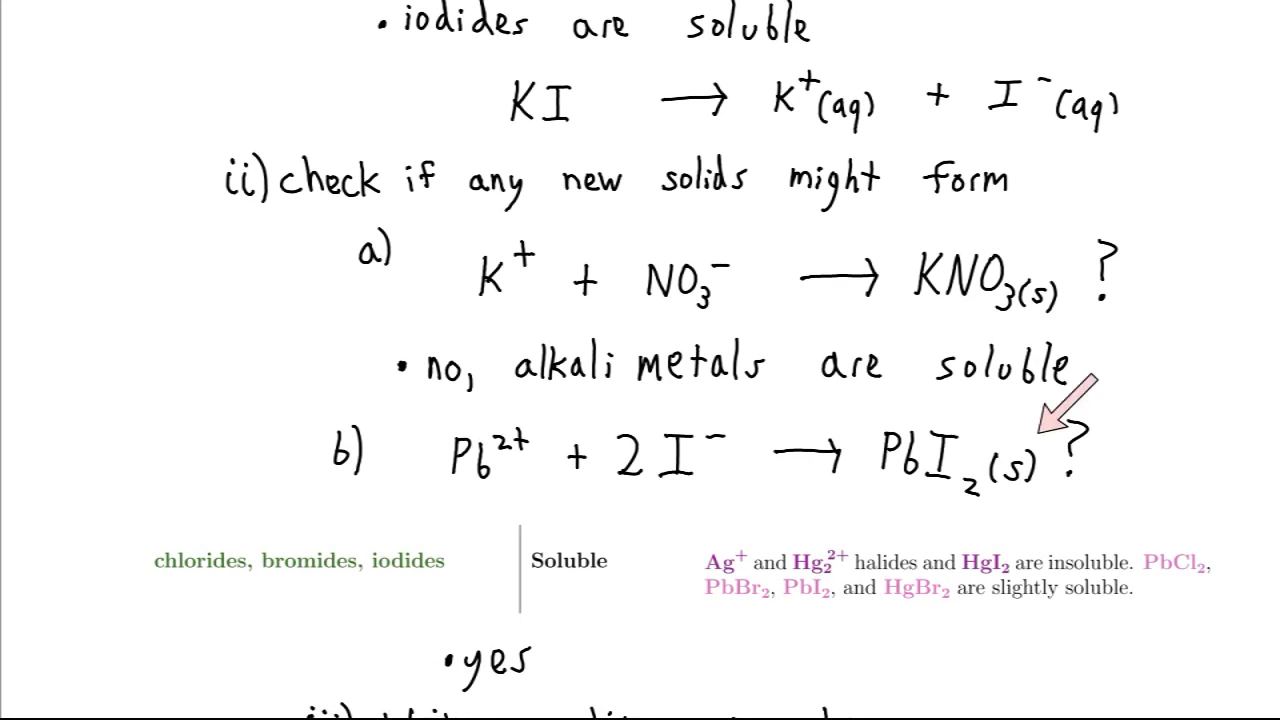 • iodides are soluble
KI ⟶ K⁺(aq) + I⁻(aq)
ii) check if any new solids might form
a) K⁺ + NO₃⁻ ⟶ KNO₃(s) ?
• no, alkali metals are soluble
b) Pb²⁺ + 2I⁻ ⟶ PbI₂(s) ?
chlorides, bromides, iodides | Soluble Ag⁺ and Hg₂²⁺ halides and HgI₂ are insoluble. PbCl₂,
PbBr₂, PbI₂, and HgBr₂ are slightly soluble.
• yes